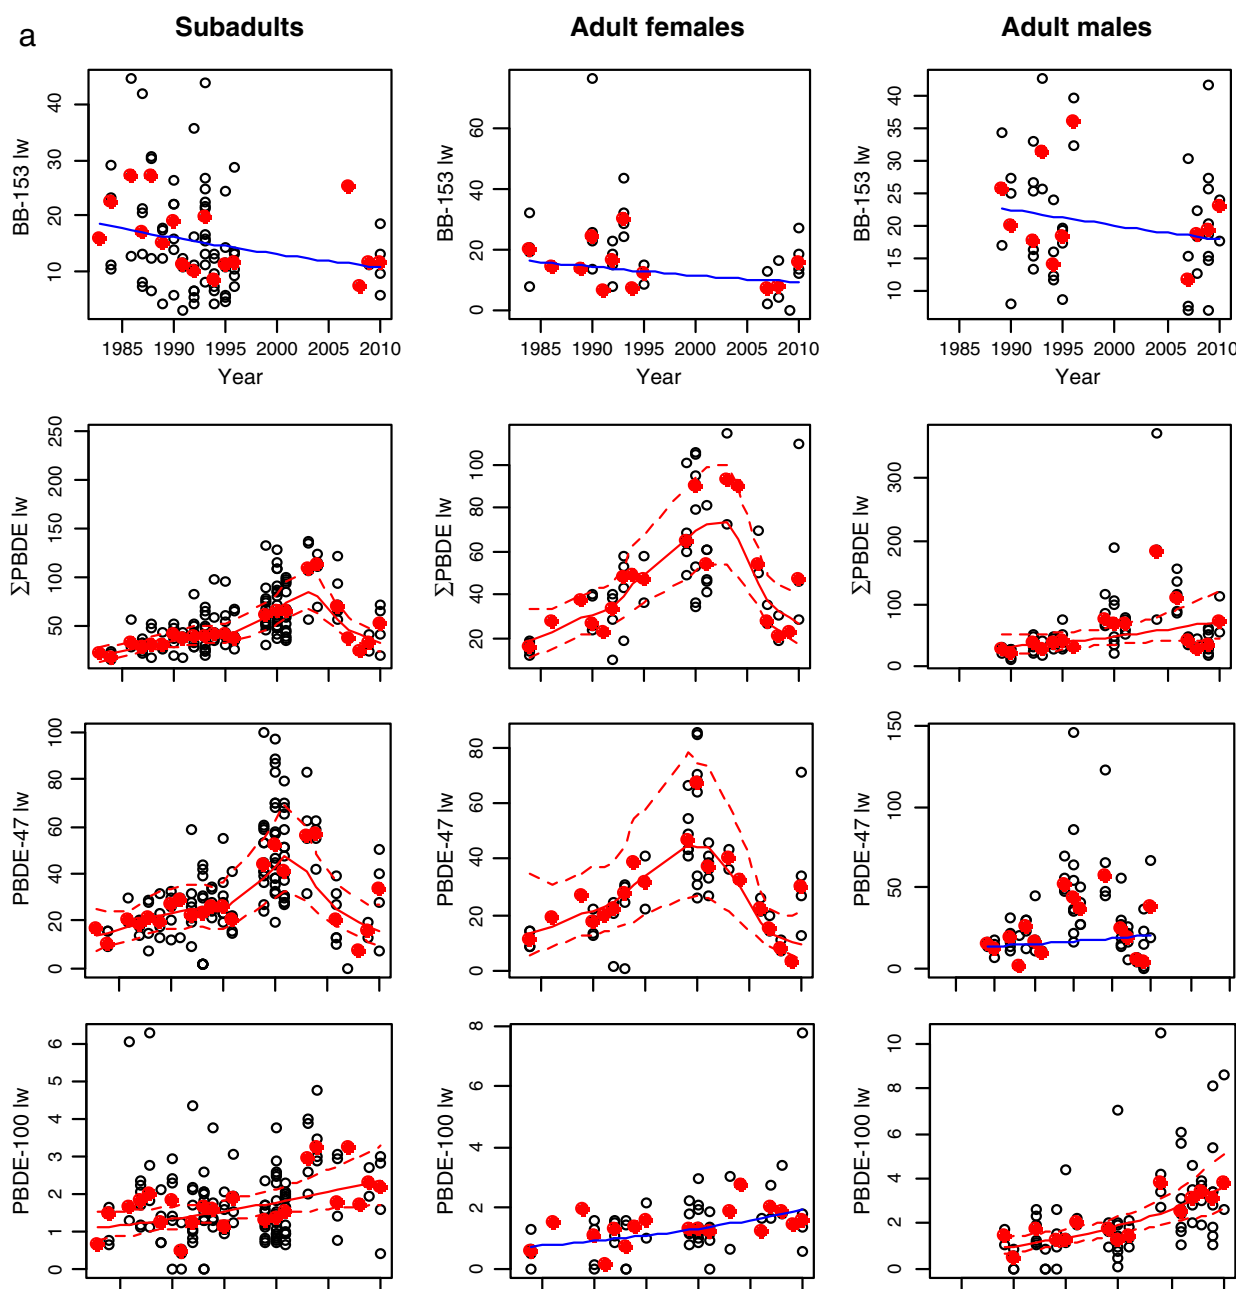 a
Subadults Adult females Adult males
BB-153 lw
10 20 30 40
1985 1990 1995 2000 2005 2010
Year
BB-153 lw
0 20 40 60
1985 1990 1995 2000 2005 2010
Year
BB-153 lw
10 15 20 25 30 35 40
1985 1990 1995 2000 2005 2010
Year
ΣPBDE lw
50 100 150 200 250
ΣPBDE lw
20 40 60 80 100
ΣPBDE lw
0 100 200 300
PBDE-47 lw
0 20 40 60 80 100
PBDE-47 lw
0 20 40 60 80
PBDE-47 lw
0 50 100 150
PBDE-100 lw
0 1 2 3 4 5 6
PBDE-100 lw
0 2 4 6 8
PBDE-100 lw
0 2 4 6 8 10